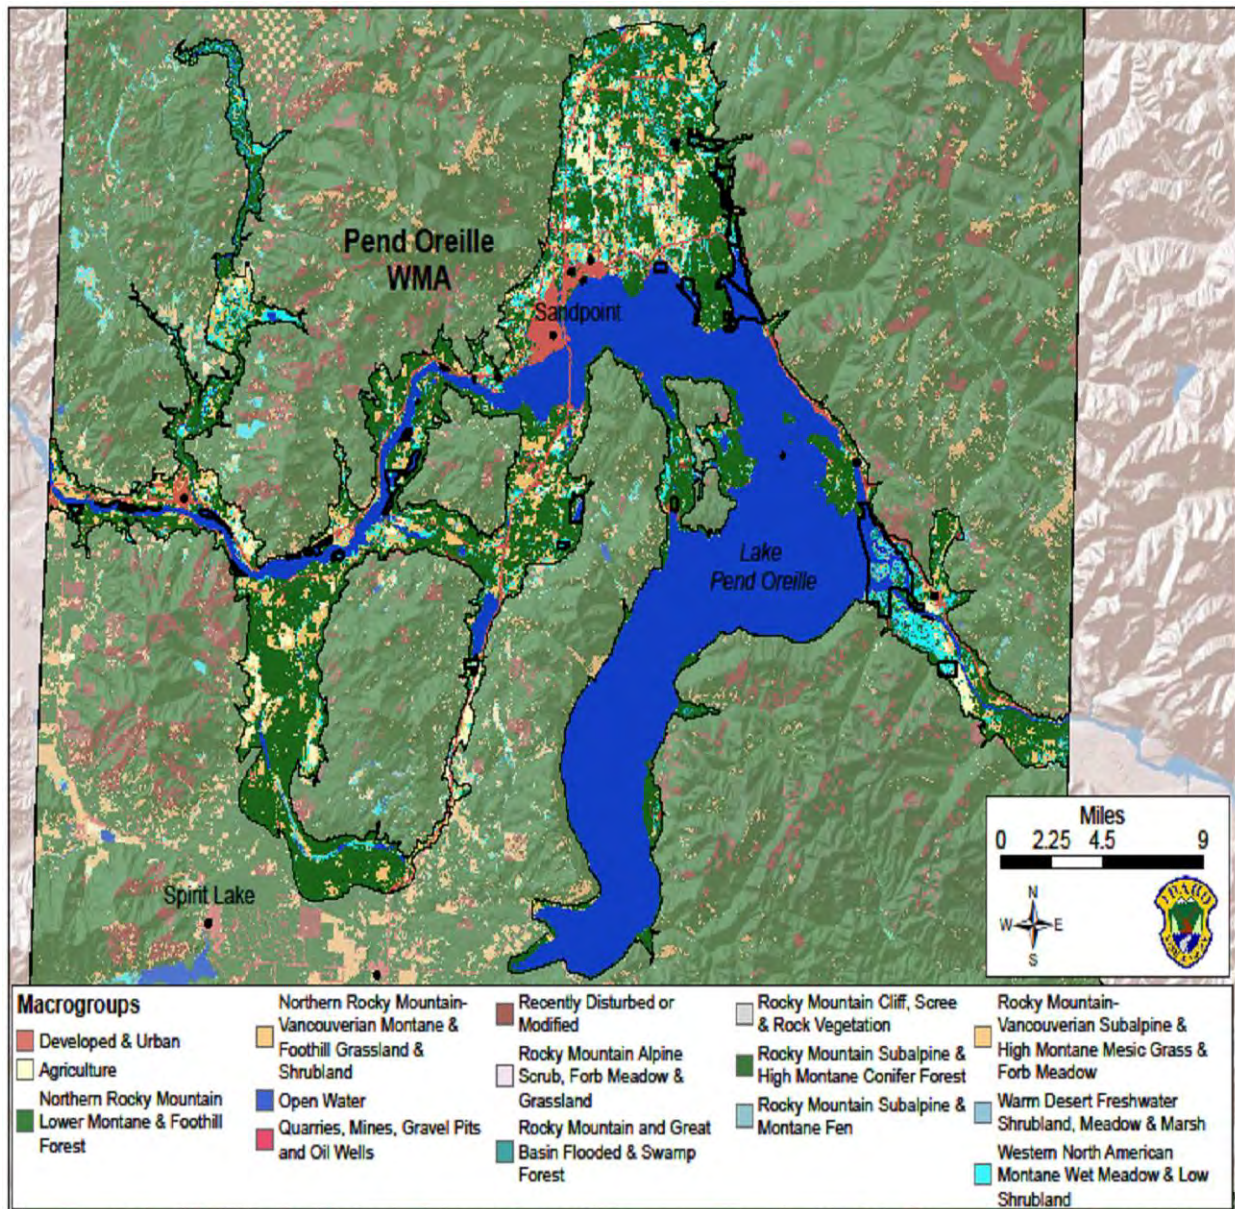 Pend Oreille
WMA
Sandpoint
Lake
Pend Oreille
Spirit Lake
Miles
0 2.25 4.5 9
N
W E
S
IDAHO
Macrogroups
Developed & Urban
Agriculture
Northern Rocky Mountain
Lower Montane & Foothill
Forest
Northern Rocky Mountain-
Vancouverian Montane &
Foothill Grassland &
Shrubland
Open Water
Quarries, Mines, Gravel Pits
and Oil Wells
Recently Disturbed or
Modified
Rocky Mountain Alpine
Scrub, Forb Meadow &
Grassland
Rocky Mountain and Great
Basin Flooded & Swamp
Forest
Rocky Mountain Cliff, Scree
& Rock Vegetation
Rocky Mountain Subalpine &
High Montane Conifer Forest
Rocky Mountain Subalpine &
Montane Fen
Rocky Mountain-
Vancouverian Subalpine &
High Montane Mesic Grass &
Forb Meadow
Warm Desert Freshwater
Shrubland, Meadow & Marsh
Western North American
Montane Wet Meadow & Low
Shrubland